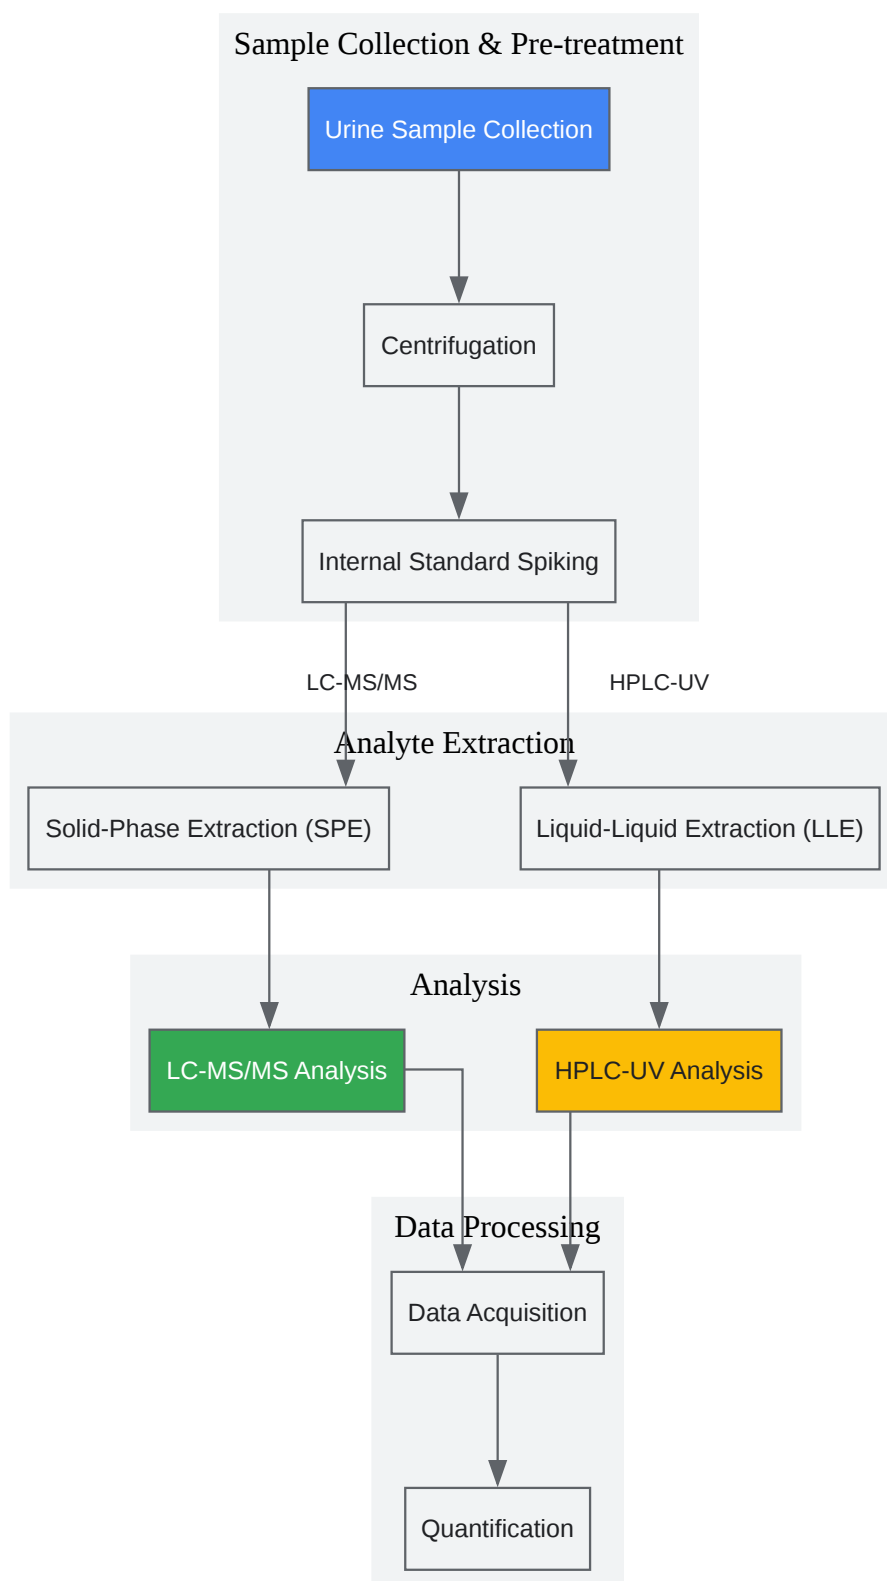 Sample Collection & Pre-treatment
Urine Sample Collection
Centrifugation
Internal Standard Spiking
LC-MS/MS
HPLC-UV
Analyte Extraction
Solid-Phase Extraction (SPE)
Liquid-Liquid Extraction (LLE)
Analysis
LC-MS/MS Analysis
HPLC-UV Analysis
Data Processing
Data Acquisition
Quantification